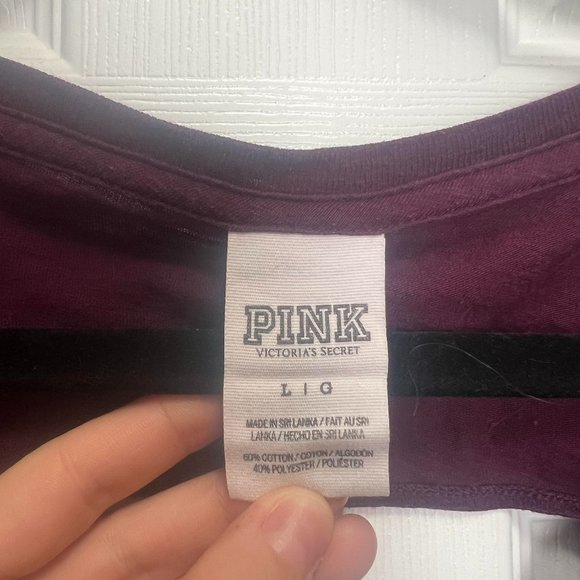 PINK
VICTORIA'S SECRET
L | G
MADE IN SRI LANKA / FAIT AU SRI
LANKA / HECHO EN SRI LANKA
60% COTTON / COTON / ALGODÓN
40% POLYESTER / POLIÉSTER